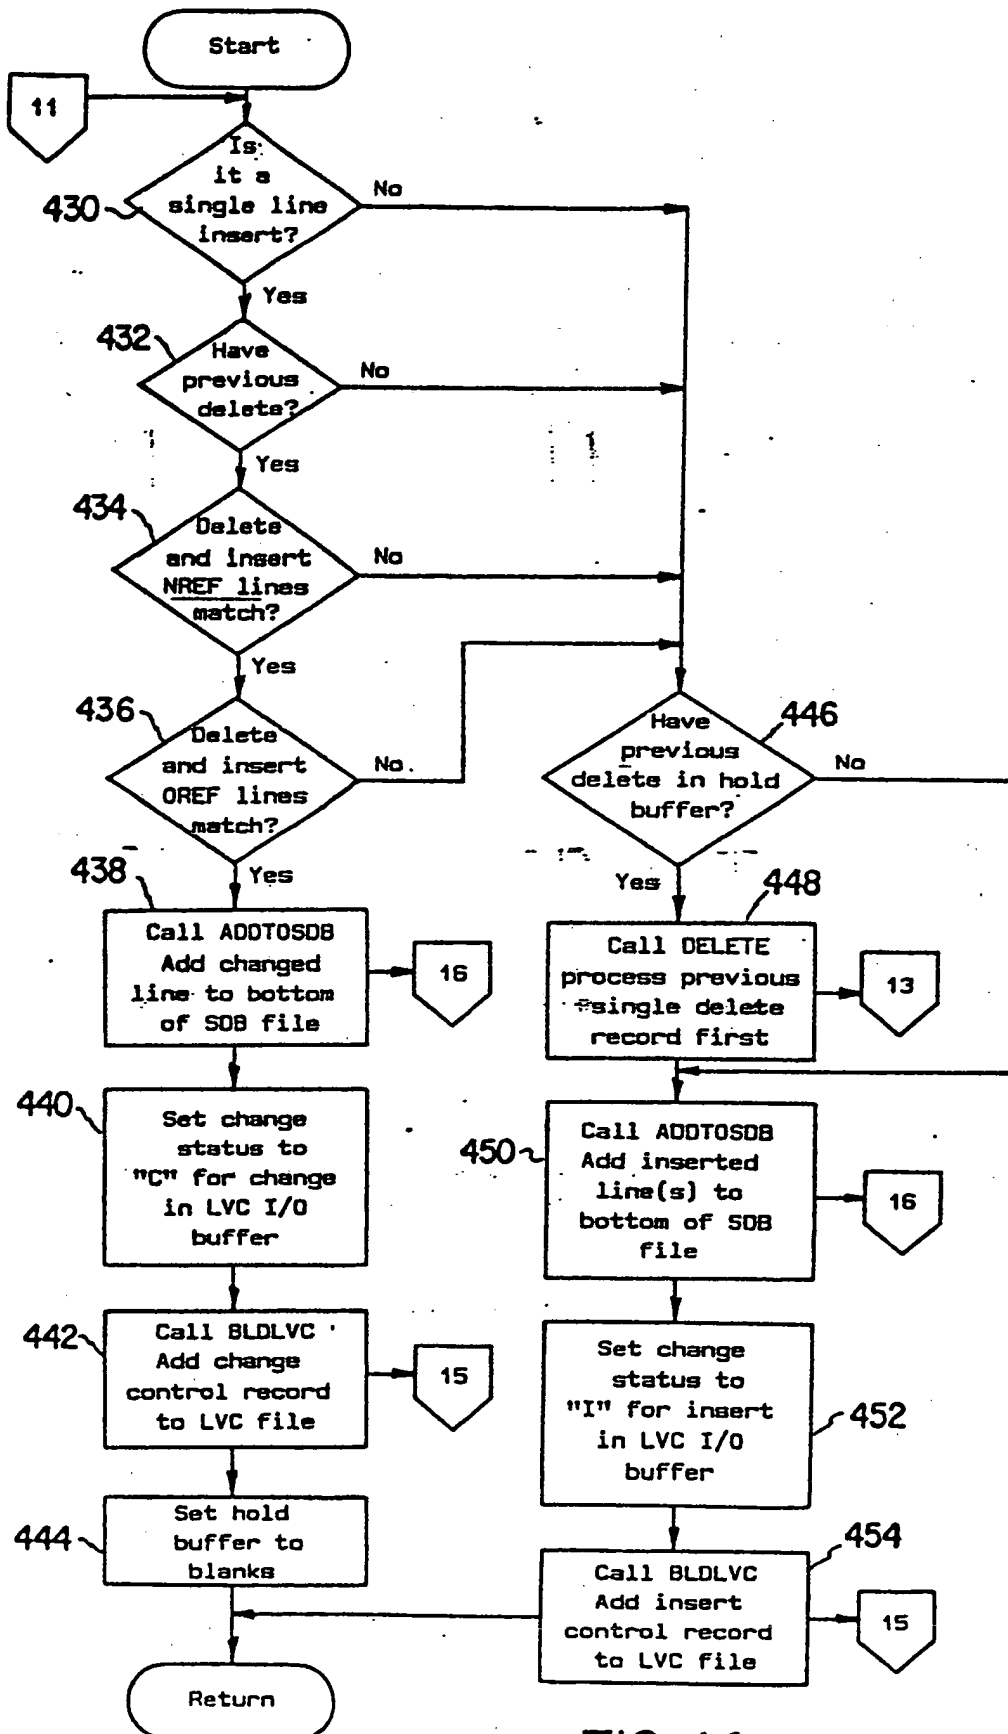 Start
11
Is
it a
single line
insert?
430
No
Yes
432
Have
previous
delete?
No
Yes
434
Delete
and insert
NREF lines
match?
No
Yes
436
Delete
and insert
OREF lines
match?
No
Yes
438
Call ADDTOSDB
Add changed
line to bottom
of SDB file
16
440
Set change
status to
"C" for change
in LVC I/O
buffer
442
Call BLDLVC
Add change
control record
to LVC file
15
444
Set hold
buffer to
blanks
Return
446
Have
previous
delete in hold
buffer?
No
Yes
448
Call DELETE
process previous
single delete
record first
13
450
Call ADDTOSDB
Add inserted
line(s) to
bottom of SDB
file
16
Set change
status to
"I" for insert
in LVC I/O
buffer
452
454
Call BLDLVC
Add insert
control record
to LVC file
15